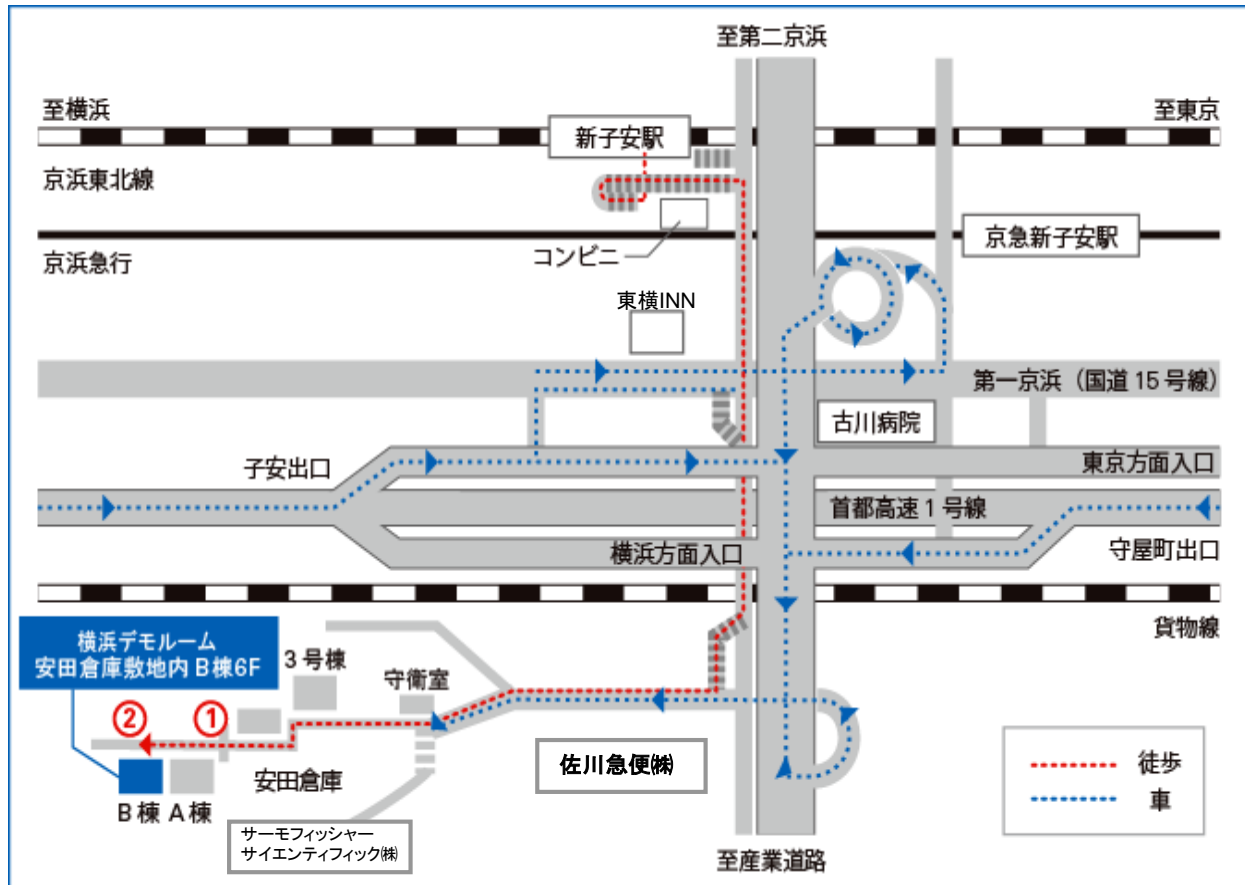 至第二京浜
至横浜
至東京
新子安駅
京浜東北線
京急新子安駅
コンビニ
京浜急行
東横INN
第一京浜（国道15号線）
古川病院
子安出口
東京方面入口
首都高速1号線
横浜方面入口
守屋町出口
貨物線
横浜デモルーム
安田倉庫敷地内 B棟6F
3号棟
守衛室
②
①
佐川急便㈱
安田倉庫
B棟
A棟
サーモフィッシャー
サイエンティフィック㈱
徒歩
車
至産業道路